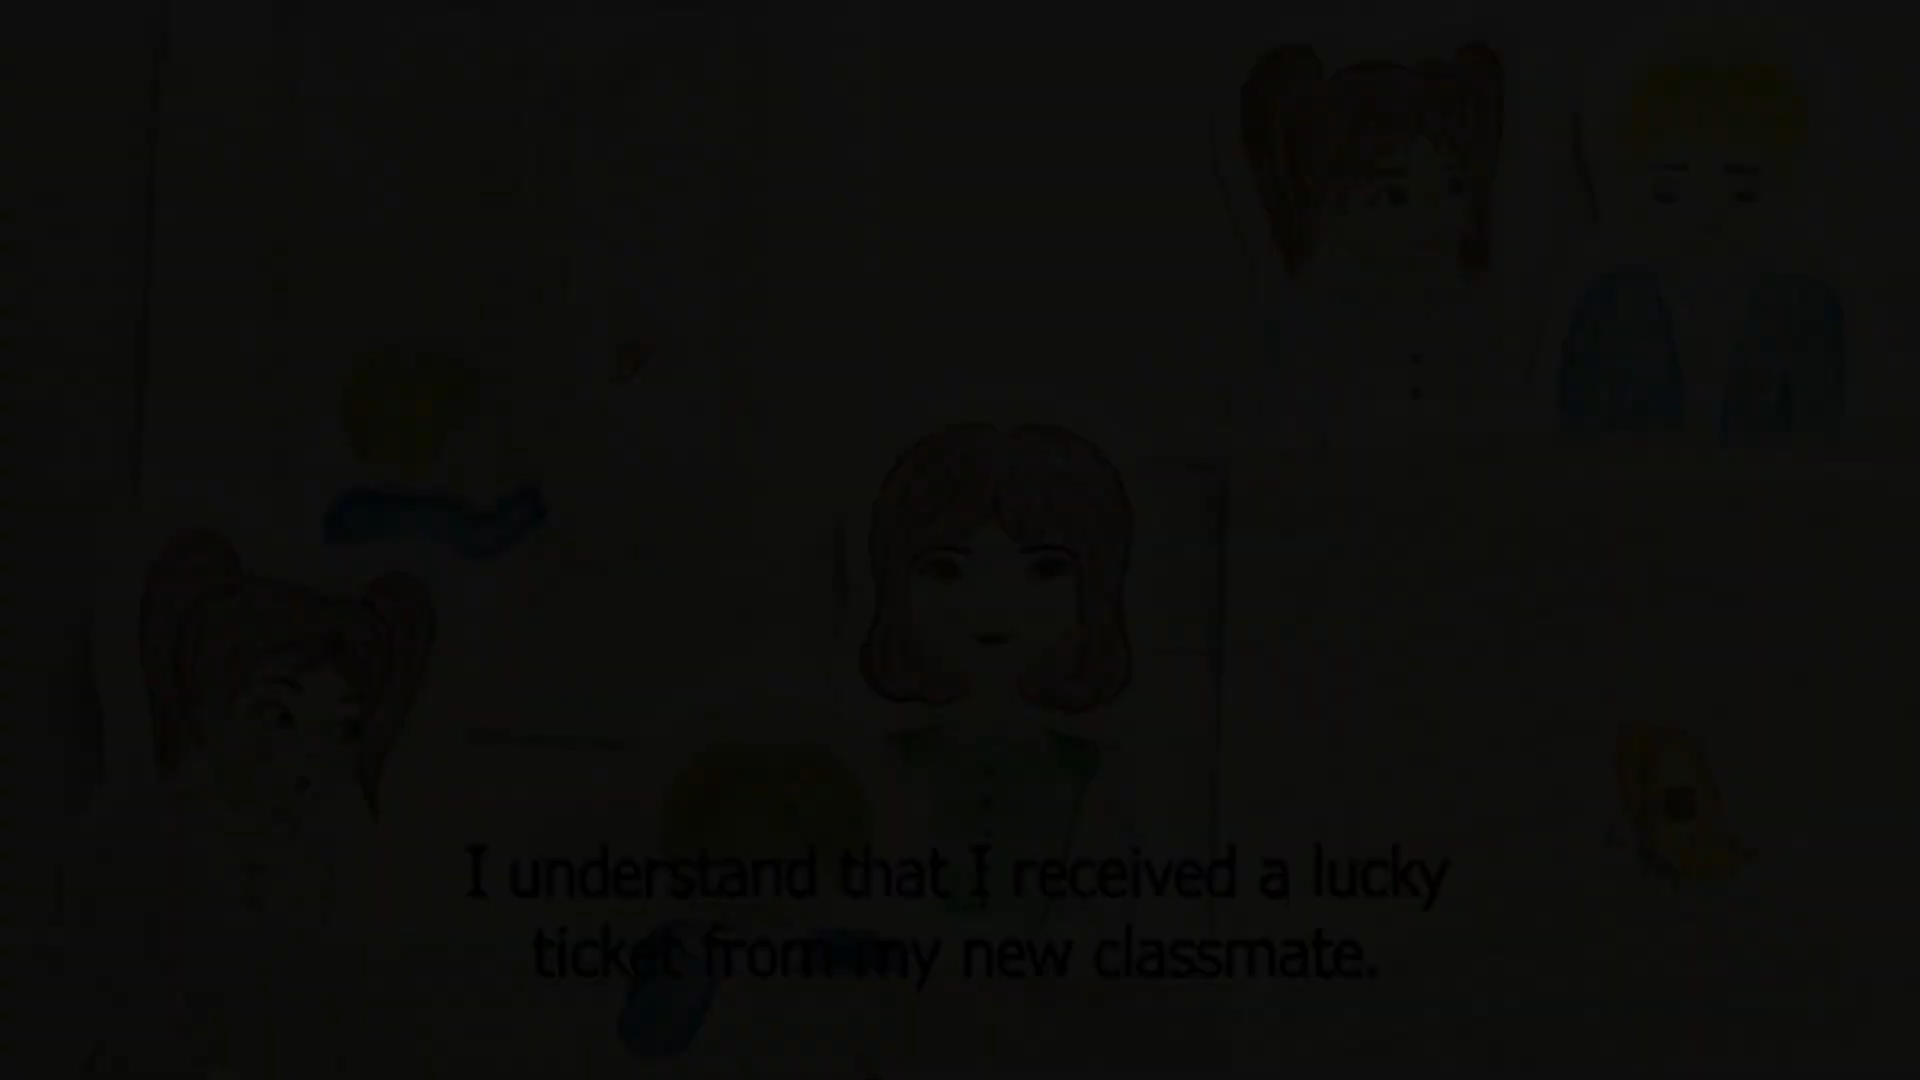 I understand that I received a lucky
ticket from my new classmate.